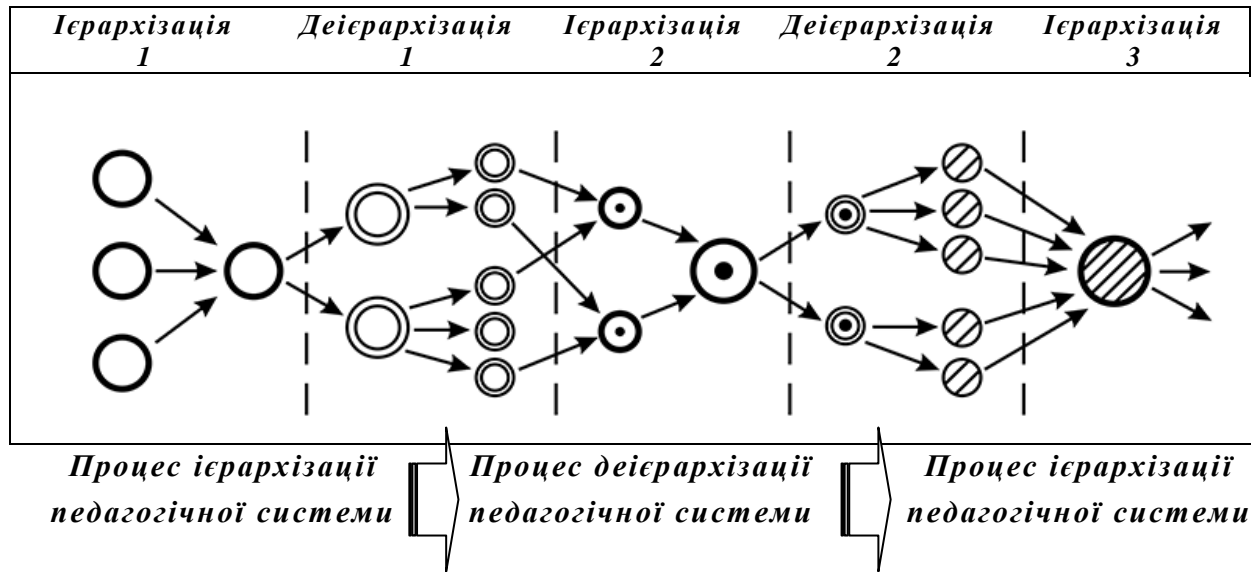 Ієрархізація Деієрархізація Ієрархізація Деієрархізація Ієрархізація
1 1 2 2 3
Процес ієрархізації Процес деієрархізації Процес ієрархізації
педагогічної системи педагогічної системи педагогічної системи